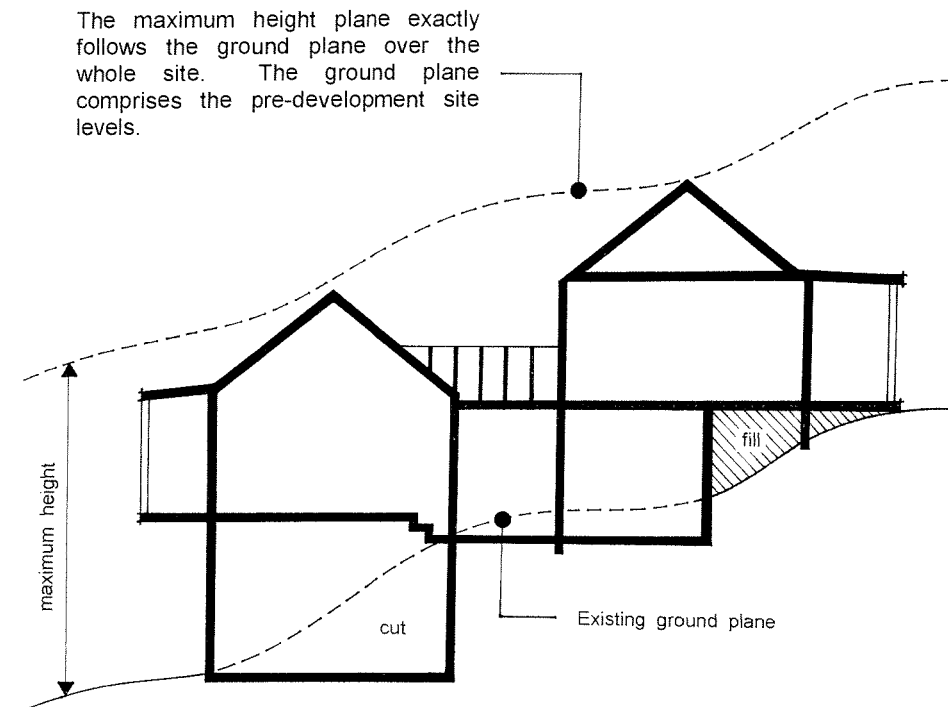 The maximum height plane exactly
follows the ground plane over the
whole site. The ground plane
comprises the pre-development site
levels.
fill
maximum height
Existing ground plane
cut